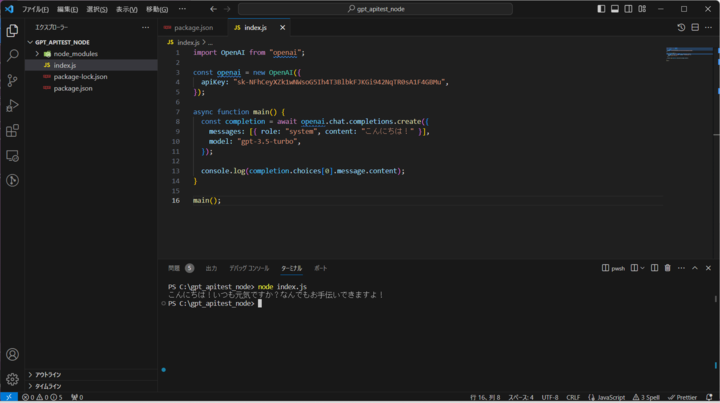 ファイル(F) 編集(E) 選択(S) 表示(V) 移動(G) ... gpt_apitest_node
エクスプローラー
GPT_APITEST_NODE
node_modules
JS index.js
package-lock.json
package.json
アウトライン
タイムライン
package.json JS index.js
JS index.js > ...
1 import OpenAI from "openai";
2
3 const openai = new OpenAI({
4 apiKey: "",
5 });
6
7 async function main() {
8 const completion = await openai.chat.completions.create({
9 messages: [{ role: "system", content: "こんにちは！" }],
10 model: "gpt-3.5-turbo",
11 });
12
13 console.log(completion.choices[0].message.content);
14 }
15
16 main();
問題 5 出力 デバッグ コンソール ターミナル ポート pwsh
PS C:\gpt_apitest_node> node index.js
こんにちは！いつも元気ですか？なんでもお手伝いできますよ！
PS C:\gpt_apitest_node>
0 0 5 0 行 16、列 8 スペース: 4 UTF-8 CRLF JavaScript 3 Spell Prettier